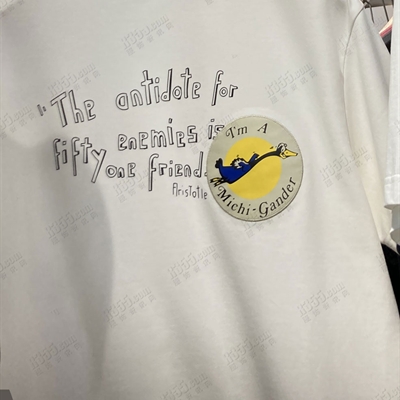 "The antidote for
fifty enemies is
one friend.
Aristotle
I'm A
Michi-Gander